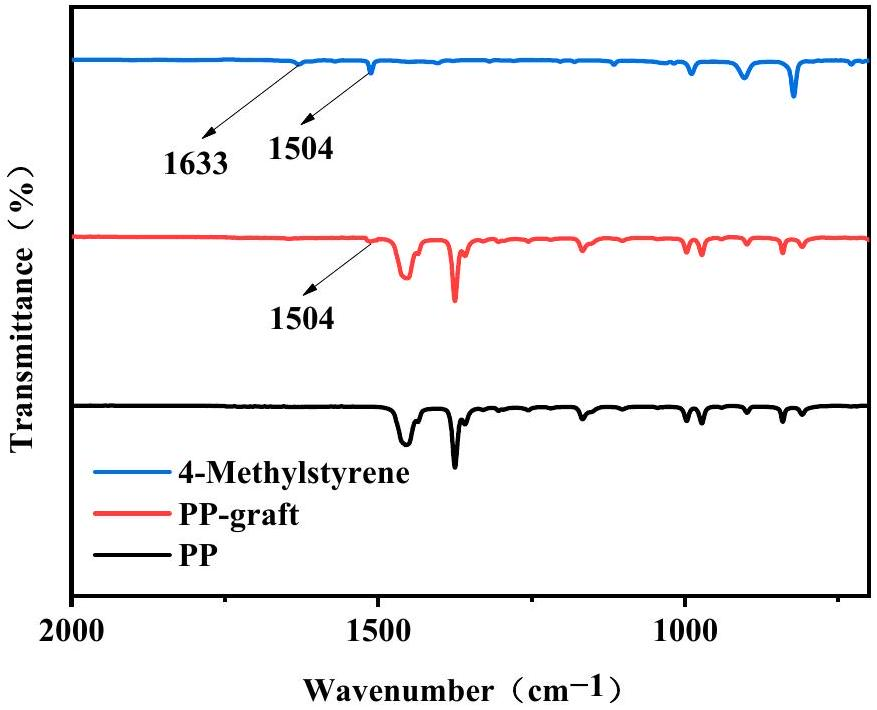 1633
1504
1504
Transmittance（%）
4-Methylstyrene
PP-graft
PP
2000
1500
1000
Wavenumber（cm−1）